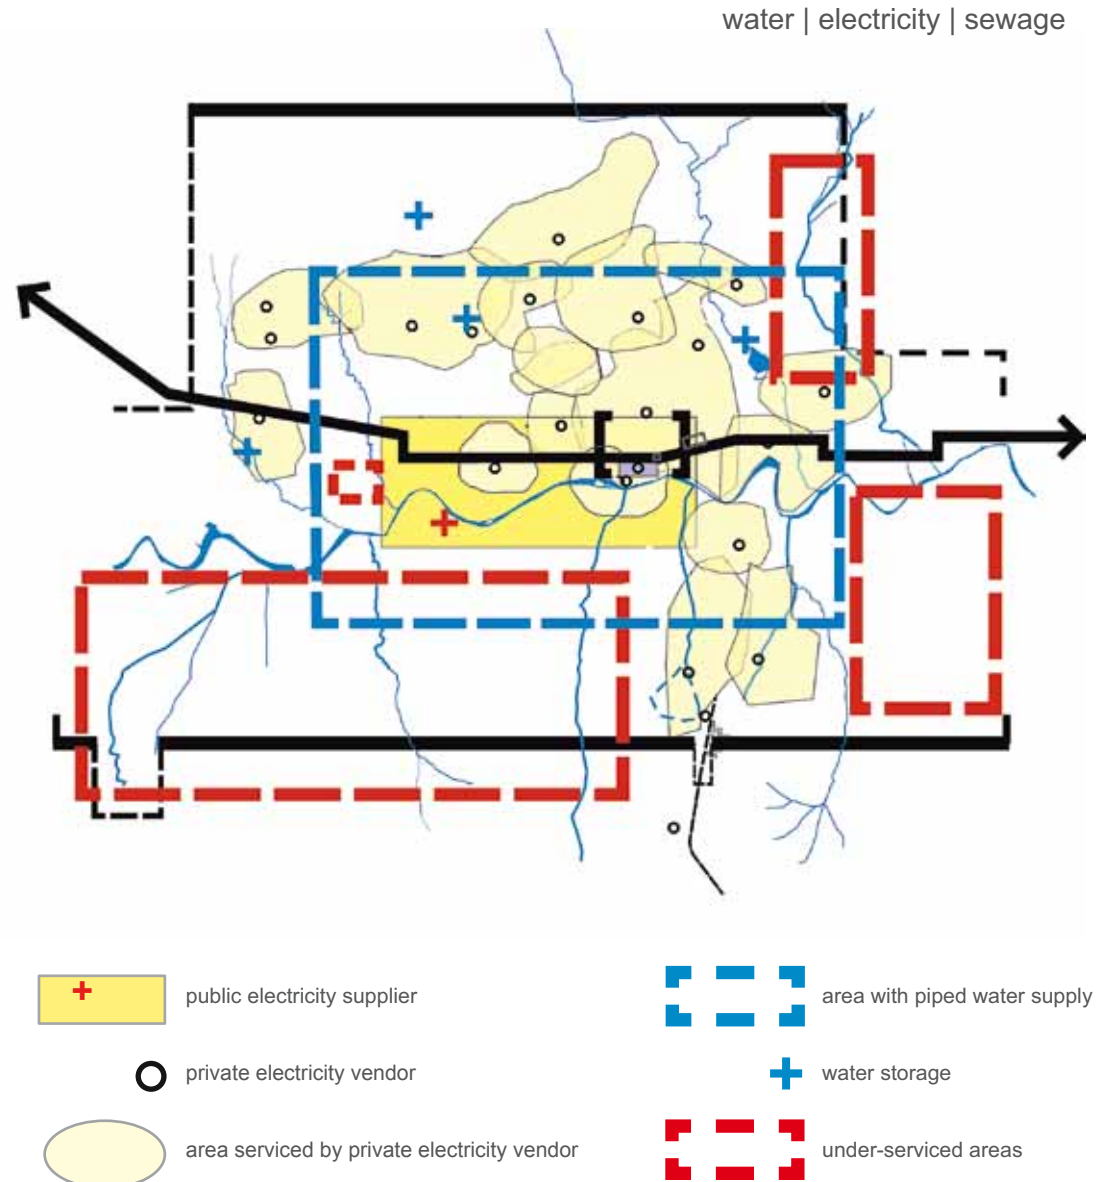 water | electricity | sewage
public electricity supplier
area with piped water supply
private electricity vendor
water storage
area serviced by private electricity vendor
under-serviced areas